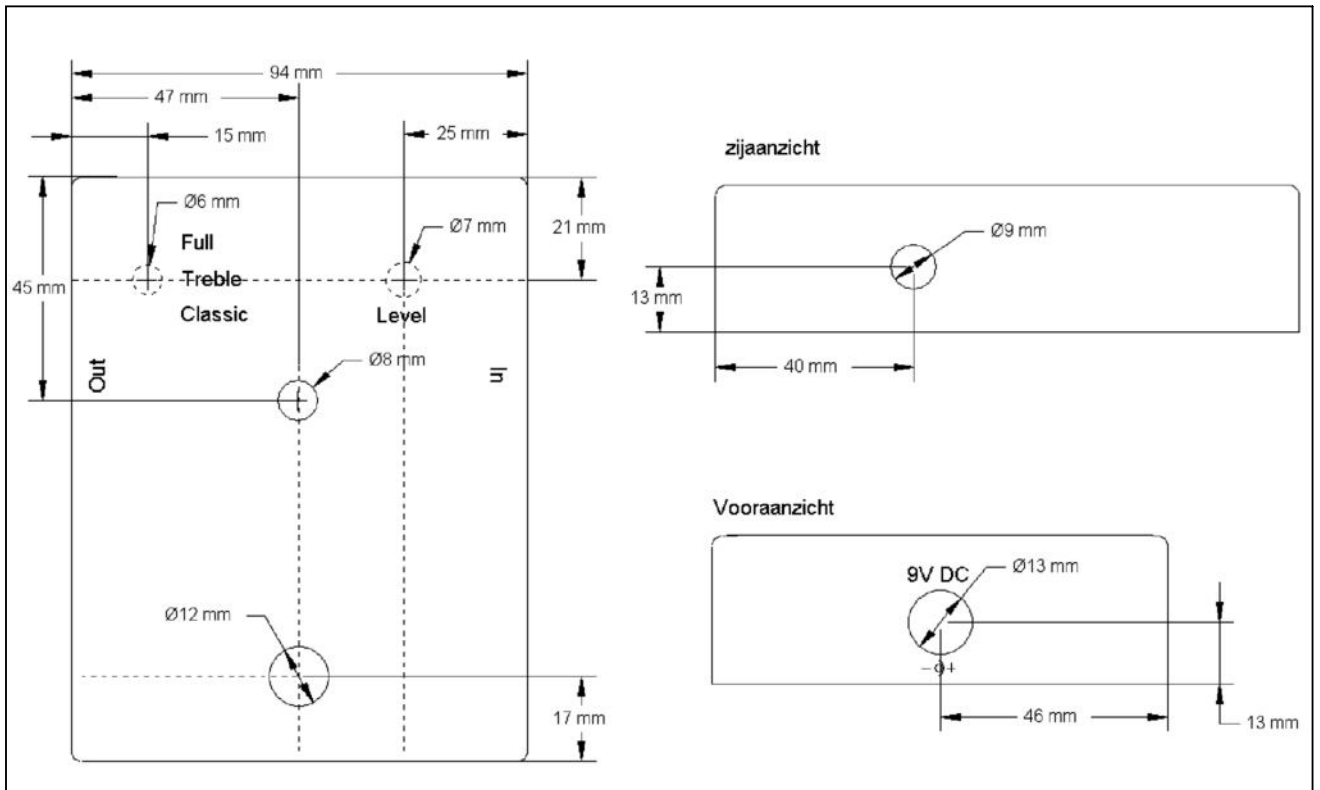 94 mm
47 mm
15 mm
25 mm
Ø6 mm
Full
Treble
Classic
Ø7 mm
Level
21 mm
45 mm
Out
In
Ø8 mm
Ø12 mm
17 mm
zijaanzicht
Ø9 mm
13 mm
40 mm
Vooraanzicht
9V DC
Ø13 mm
46 mm
13 mm